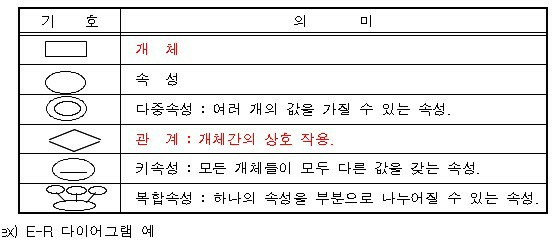 기 호 의 미
개 체
속 성
다중속성 : 여러 개의 값을 가질 수 있는 속성.
관 계 : 개체간의 상호 작용.
키속성 : 모든 개체들이 모두 다른 값을 갖는 속성.
복합속성 : 하나의 속성을 부분으로 나누어질 수 있는 속성.
ex) E-R 다이어그램 예